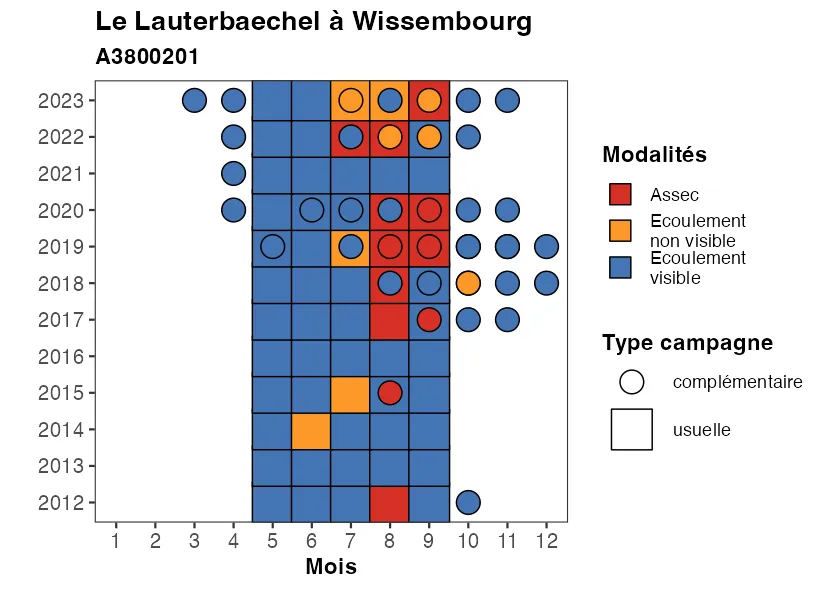 Le Lauterbaechel à Wissembourg
A3800201
2023
2022
2021
2020
2019
2018
2017
2016
2015
2014
2013
2012
1 2 3 4 5 6 7 8 9 10 11 12
Mois
Modalités
Assec
Ecoulement
non visible
Ecoulement
visible
Type campagne
complémentaire
usuelle